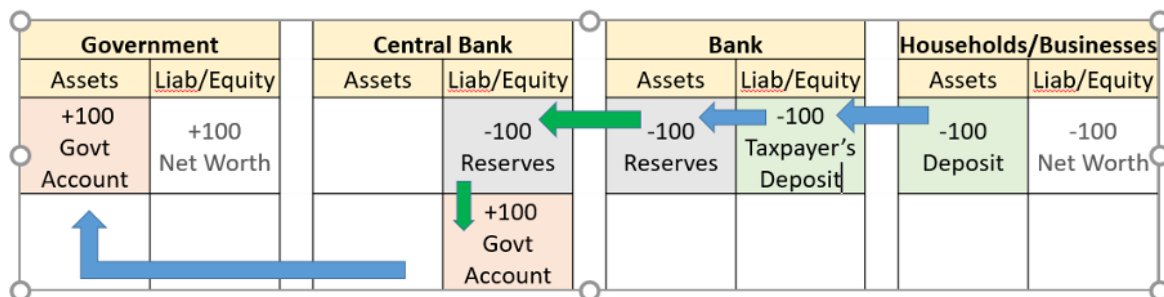 Government Central Bank Bank Households/Businesses
Assets Liab/Equity Assets Liab/Equity Assets Liab/Equity Assets Liab/Equity
+100
Govt
Account
+100
Net Worth
-100
Reserves
-100
Reserves
-100
Taxpayer's
Deposit
-100
Deposit
-100
Net Worth
+100
Govt
Account